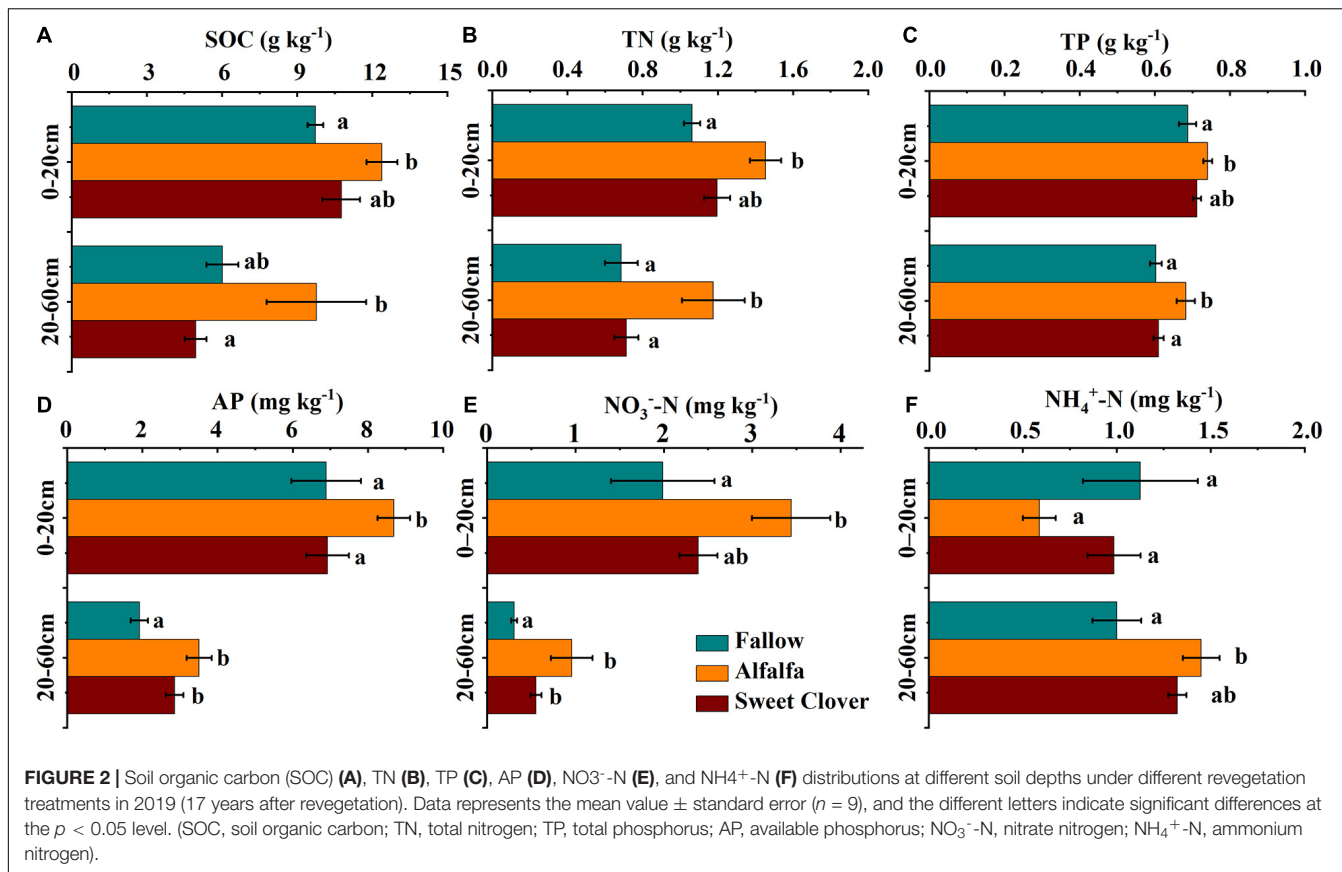 A
SOC (g kg⁻¹)
0 3 6 9 12 15
0-20cm
a
b
ab
20-60cm
ab
b
a
B
TN (g kg⁻¹)
0.0 0.4 0.8 1.2 1.6 2.0
0-20cm
a
b
ab
20-60cm
a
b
a
C
TP (g kg⁻¹)
0.0 0.2 0.4 0.6 0.8 1.0
0-20cm
a
b
ab
20-60cm
a
b
a
D
AP (mg kg⁻¹)
0 2 4 6 8 10
0-20cm
a
b
a
20-60cm
a
b
b
E
NO₃⁻-N (mg kg⁻¹)
0 1 2 3 4
0–20cm
a
b
ab
20-60cm
a
b
b
Fallow
Alfalfa
Sweet Clover
F
NH₄⁺-N (mg kg⁻¹)
0.0 0.5 1.0 1.5 2.0
0–20cm
a
a
a
20-60cm
a
b
ab
FIGURE 2 | Soil organic carbon (SOC) (A), TN (B), TP (C), AP (D), NO3⁻-N (E), and NH4⁺-N (F) distributions at different soil depths under different revegetation
treatments in 2019 (17 years after revegetation). Data represents the mean value ± standard error (n = 9), and the different letters indicate significant differences at
the p < 0.05 level. (SOC, soil organic carbon; TN, total nitrogen; TP, total phosphorus; AP, available phosphorus; NO₃⁻-N, nitrate nitrogen; NH₄⁺-N, ammonium
nitrogen).